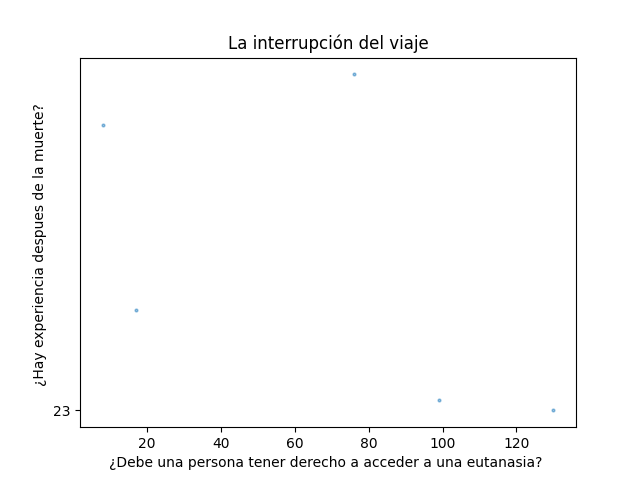 La interrupción del viaje
¿Hay experiencia despues de la muerte?
23
20 40 60 80 100 120
¿Debe una persona tener derecho a acceder a una eutanasia?